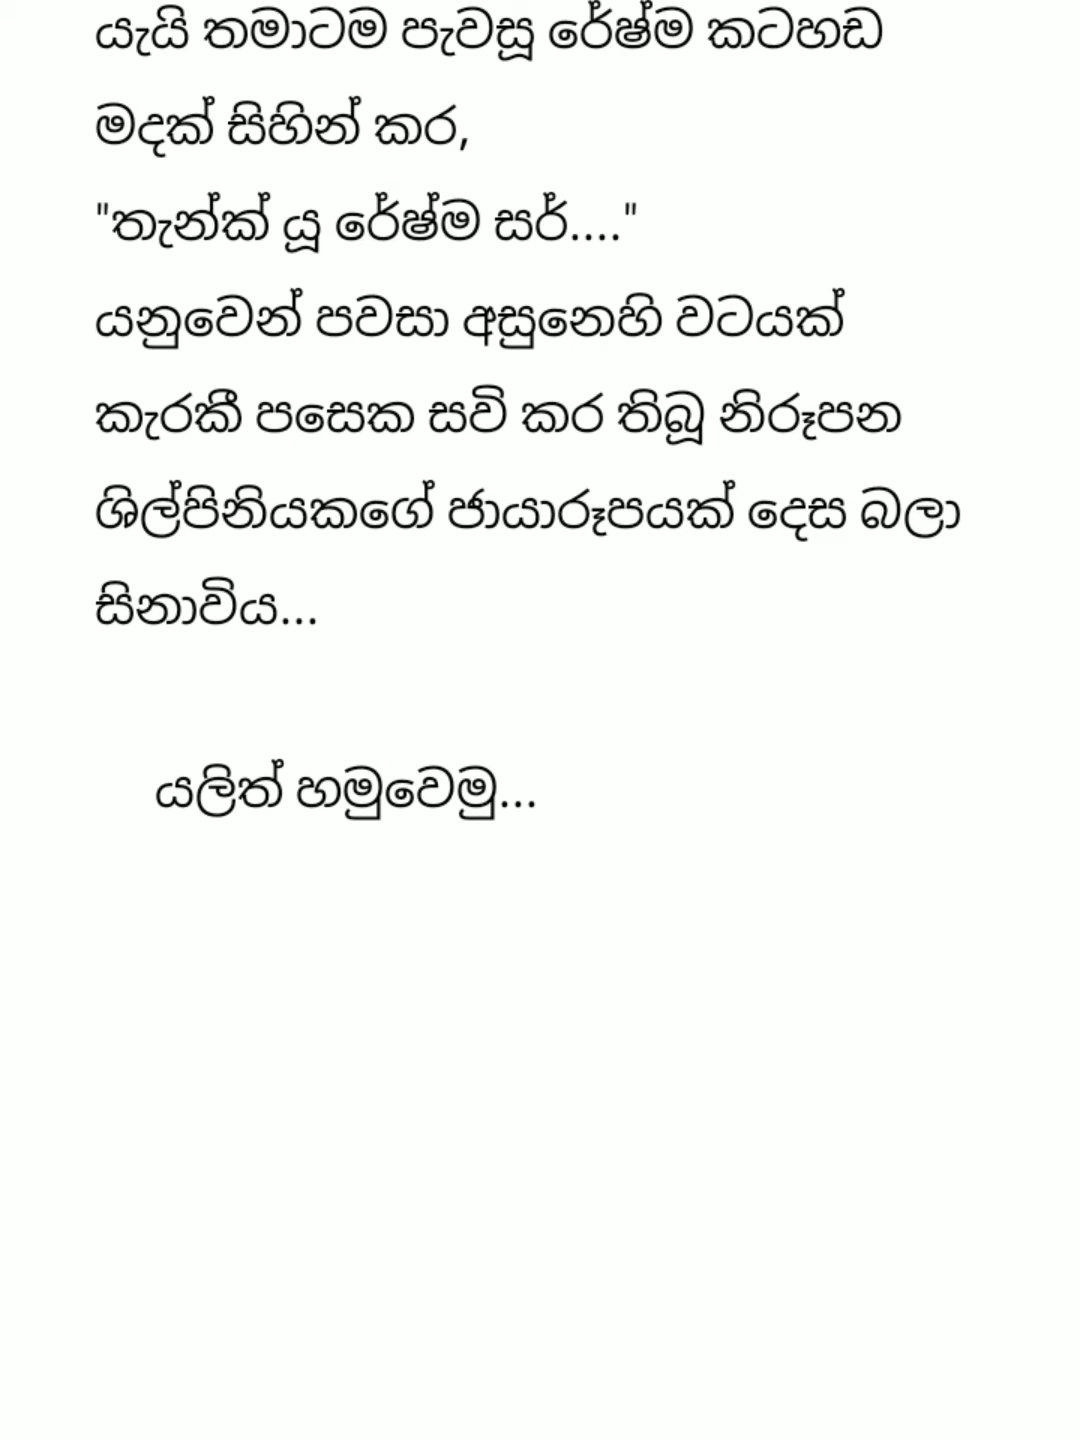 යැයි තමාටම පැවසූ රේෂ්ම කටහඩ
මදක් සිහින් කර,
"තැන්ක් යූ රේෂ්ම සර්...."
යනුවෙන් පවසා අසුනෙහි වටයක්
කැරකී පසෙක සවි කර තිබූ නිරූපන
ශිල්පිනියකගේ ජායාරූපයක් දෙස බලා
සිනාවිය...
යලිත් හමුවෙමු...